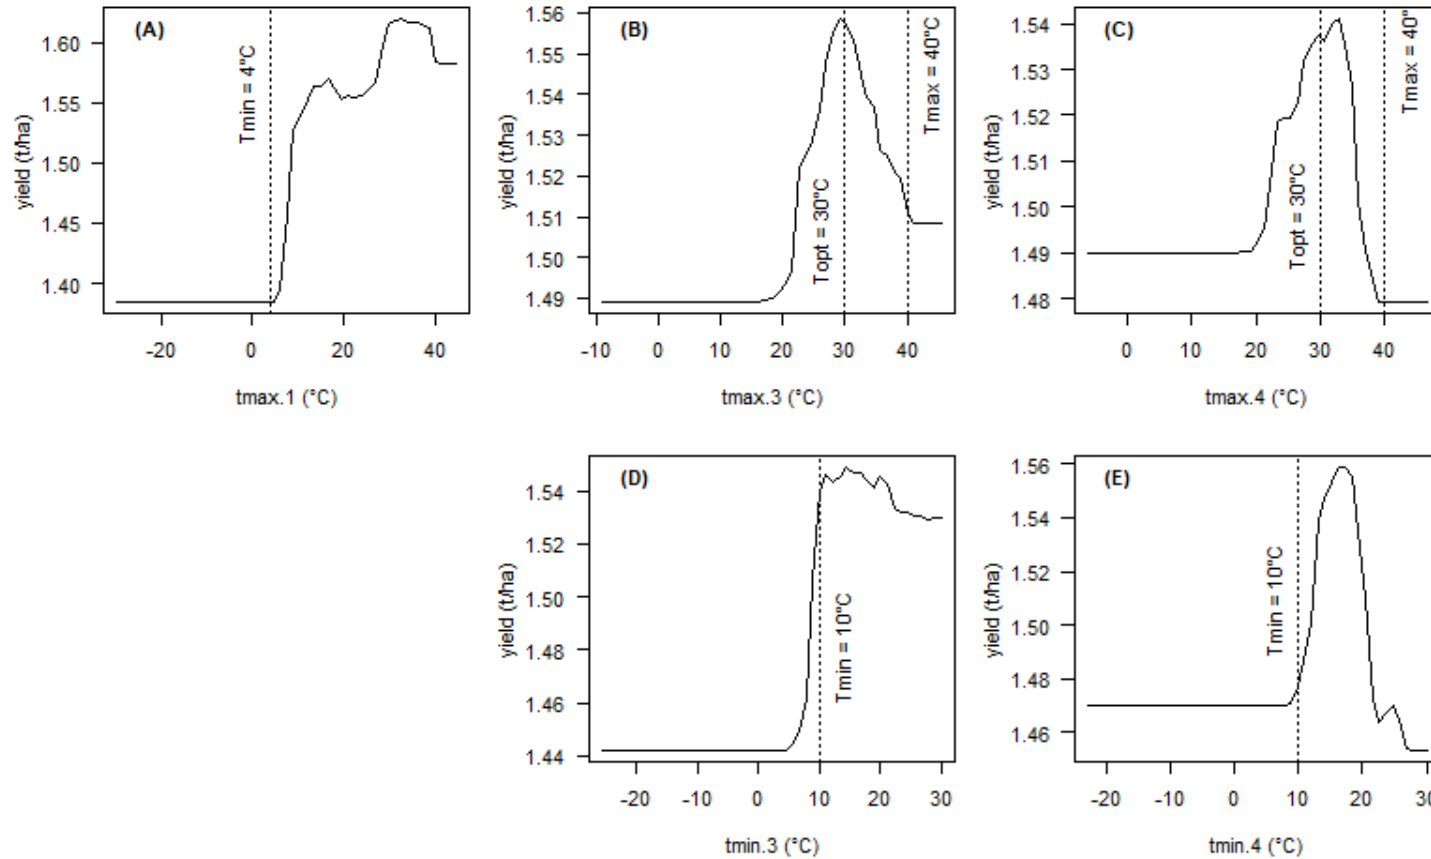 (A)
Tmin = 4°C
yield (t/ha)
1.60
1.55
1.50
1.45
1.40
-20
0
20
40
tmax.1 (°C)
(B)
Topt = 30°C
Tmax = 40°C
yield (t/ha)
1.56
1.55
1.54
1.53
1.52
1.51
1.50
1.49
-10
0
10
20
30
40
tmax.3 (°C)
(C)
Topt = 30°C
Tmax = 40°
yield (t/ha)
1.54
1.53
1.52
1.51
1.50
1.49
1.48
0
10
20
30
40
tmax.4 (°C)
(D)
Tmin = 10°C
yield (t/ha)
1.54
1.52
1.50
1.48
1.46
1.44
-20
-10
0
10
20
30
tmin.3 (°C)
(E)
Tmin = 10°C
yield (t/ha)
1.56
1.54
1.52
1.50
1.48
1.46
-20
-10
0
10
20
30
tmin.4 (°C)